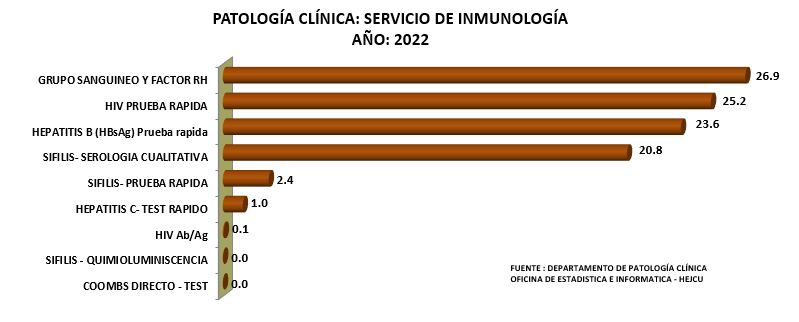 PATOLOGÍA CLÍNICA: SERVICIO DE INMUNOLOGÍA
AÑO: 2022
GRUPO SANGUINEO Y FACTOR RH 26.9
HIV PRUEBA RAPIDA 25.2
HEPATITIS B (HBsAg) Prueba rapida 23.6
SIFILIS- SEROLOGIA CUALITATIVA 20.8
SIFILIS- PRUEBA RAPIDA 2.4
HEPATITIS C- TEST RAPIDO 1.0
HIV Ab/Ag 0.1
SIFILIS - QUIMIOLUMINISCENCIA 0.0
COOMBS DIRECTO - TEST 0.0
FUENTE : DEPARTAMENTO DE PATOLOGÍA CLÍNICA
OFICINA DE ESTADISTICA E INFORMATICA - HEJCU